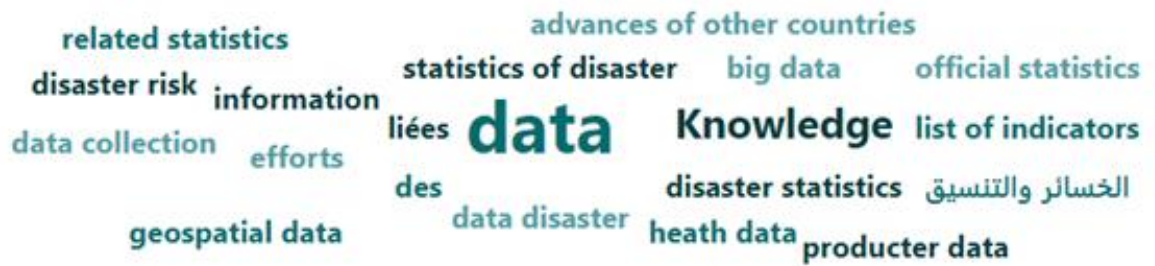 advances of other countries
related statistics
statistics of disaster
big data
official statistics
disaster risk
information
liées
data
Knowledge
list of indicators
data collection
efforts
des
disaster statistics
الخسائر والتنسيق
data disaster
geospatial data
heath data
producter data